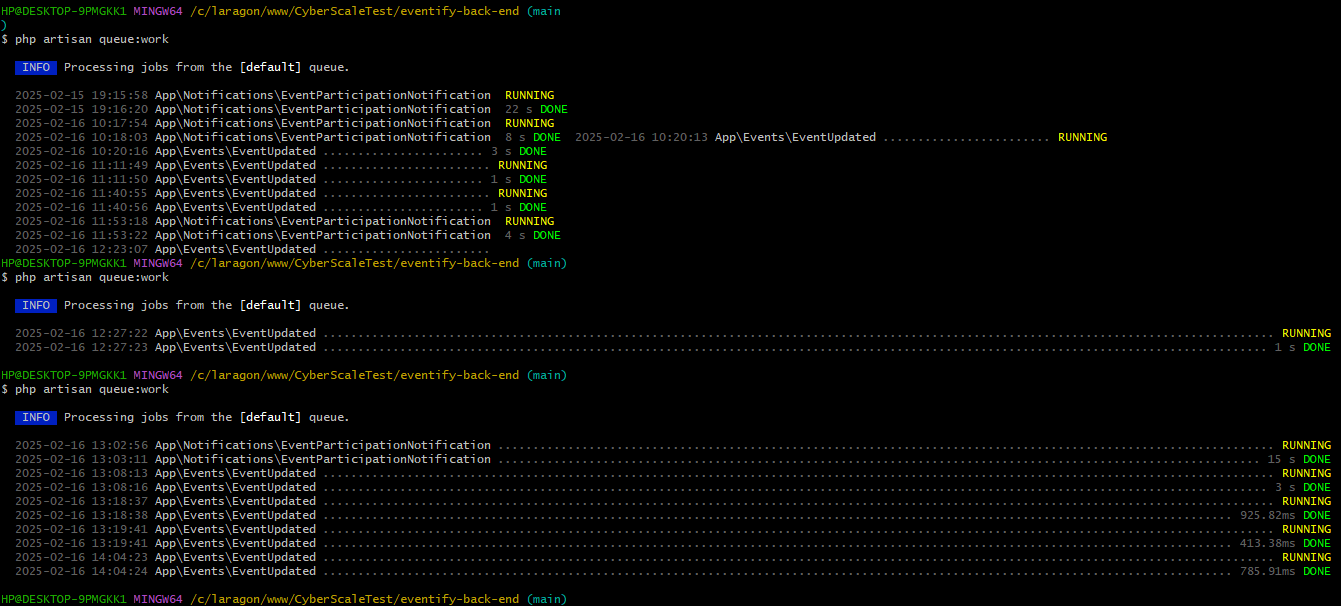 HP@DESKTOP-9PMGKK1 MINGW64 /c/laragon/www/CyberScaleTest/eventify-back-end (main
)
$ php artisan queue:work
INFO  Processing jobs from the [default] queue.
2025-02-15 19:15:58 App\Notifications\EventParticipationNotification  RUNNING
2025-02-15 19:16:20 App\Notifications\EventParticipationNotification  22 s DONE
2025-02-16 10:17:54 App\Notifications\EventParticipationNotification  RUNNING
2025-02-16 10:18:03 App\Notifications\EventParticipationNotification  8 s DONE  2025-02-16 10:20:13 App\Events\EventUpdated ........................ RUNNING
2025-02-16 10:20:16 App\Events\EventUpdated ....................... 3 s DONE
2025-02-16 11:11:49 App\Events\EventUpdated ........................ RUNNING
2025-02-16 11:11:50 App\Events\EventUpdated ....................... 1 s DONE
2025-02-16 11:40:55 App\Events\EventUpdated ........................ RUNNING
2025-02-16 11:40:56 App\Events\EventUpdated ....................... 1 s DONE
2025-02-16 11:53:18 App\Notifications\EventParticipationNotification  RUNNING
2025-02-16 11:53:22 App\Notifications\EventParticipationNotification  4 s DONE
2025-02-16 12:23:07 App\Events\EventUpdated ........................
HP@DESKTOP-9PMGKK1 MINGW64 /c/laragon/www/CyberScaleTest/eventify-back-end (main)
$ php artisan queue:work
INFO  Processing jobs from the [default] queue.
2025-02-16 12:27:22 App\Events\EventUpdated ........................................................................................................................................ RUNNING
2025-02-16 12:27:23 App\Events\EventUpdated ....................................................................................................................................... 1 s DONE
HP@DESKTOP-9PMGKK1 MINGW64 /c/laragon/www/CyberScaleTest/eventify-back-end (main)
$ php artisan queue:work
INFO  Processing jobs from the [default] queue.
2025-02-16 13:02:56 App\Notifications\EventParticipationNotification ............................................................................................................... RUNNING
2025-02-16 13:03:11 App\Notifications\EventParticipationNotification ............................................................................................................. 15 s DONE
2025-02-16 13:08:13 App\Events\EventUpdated ........................................................................................................................................ RUNNING
2025-02-16 13:08:16 App\Events\EventUpdated ....................................................................................................................................... 3 s DONE
2025-02-16 13:18:37 App\Events\EventUpdated ........................................................................................................................................ RUNNING
2025-02-16 13:18:38 App\Events\EventUpdated .................................................................................................................................. 925.82ms DONE
2025-02-16 13:19:41 App\Events\EventUpdated ........................................................................................................................................ RUNNING
2025-02-16 13:19:41 App\Events\EventUpdated .................................................................................................................................. 413.38ms DONE
2025-02-16 14:04:23 App\Events\EventUpdated ........................................................................................................................................ RUNNING
2025-02-16 14:04:24 App\Events\EventUpdated .................................................................................................................................. 785.91ms DONE
HP@DESKTOP-9PMGKK1 MINGW64 /c/laragon/www/CyberScaleTest/eventify-back-end (main)